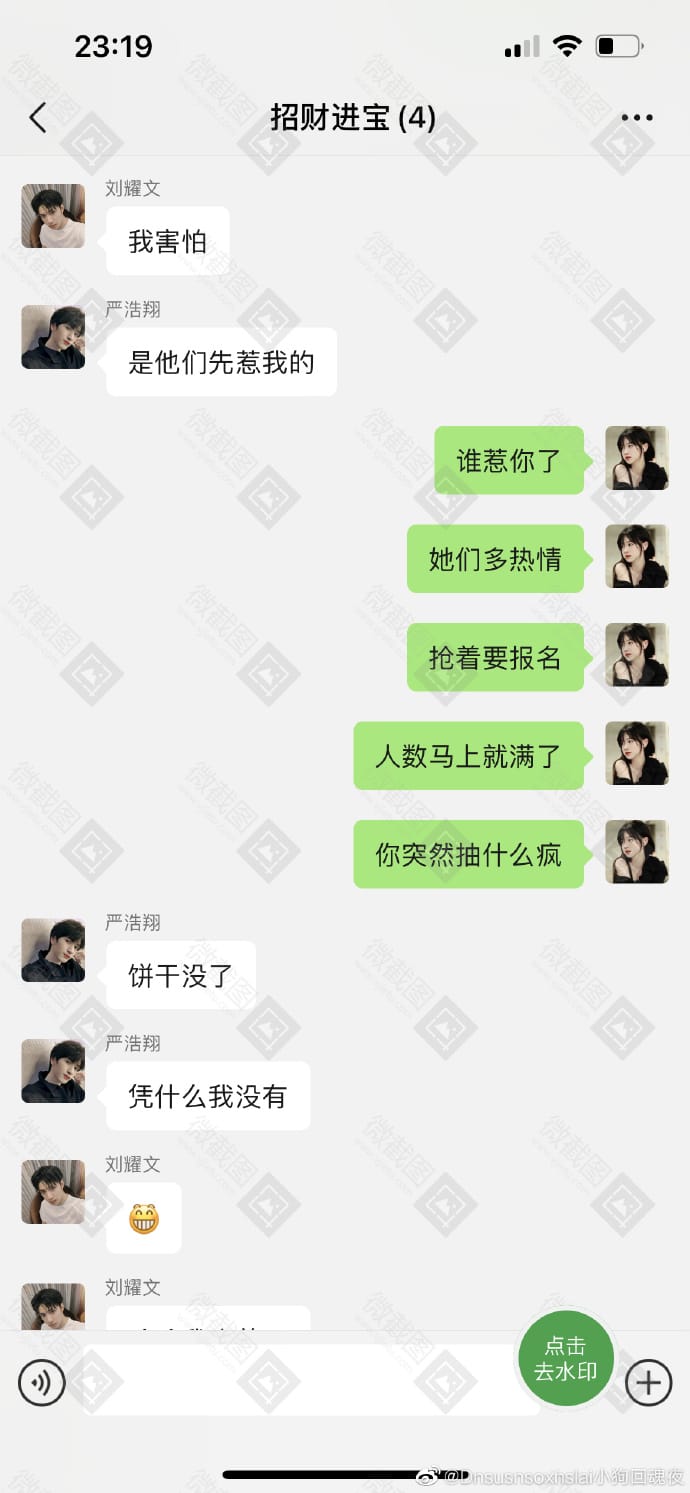 23:19
招财进宝 (4)
刘耀文
我害怕
严浩翔
是他们先惹我的
谁惹你了
她们多热情
抢着要报名
人数马上就满了
你突然抽什么疯
严浩翔
饼干没了
严浩翔
凭什么我没有
刘耀文
😁
刘耀文
点击
去水印
微截图
@Dnsusnsoxhslai小狗回魂夜